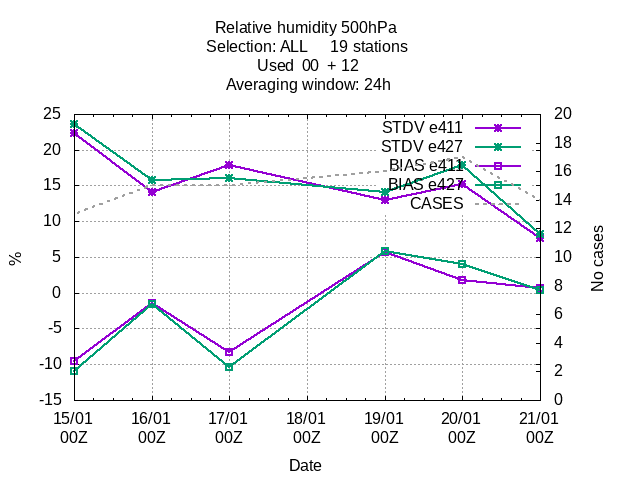 Relative humidity 500hPa
Selection: ALL 19 stations
Used 00 + 12
Averaging window: 24h
25
20
15
10
5
0
-5
-10
-15
%
STDV e411
STDV e427
BIAS e411
BIAS e427
CASES
20
18
16
14
12
10
8
6
4
2
0
No cases
15/01 16/01 17/01 18/01 19/01 20/01 21/01
00Z 00Z 00Z 00Z 00Z 00Z 00Z
Date